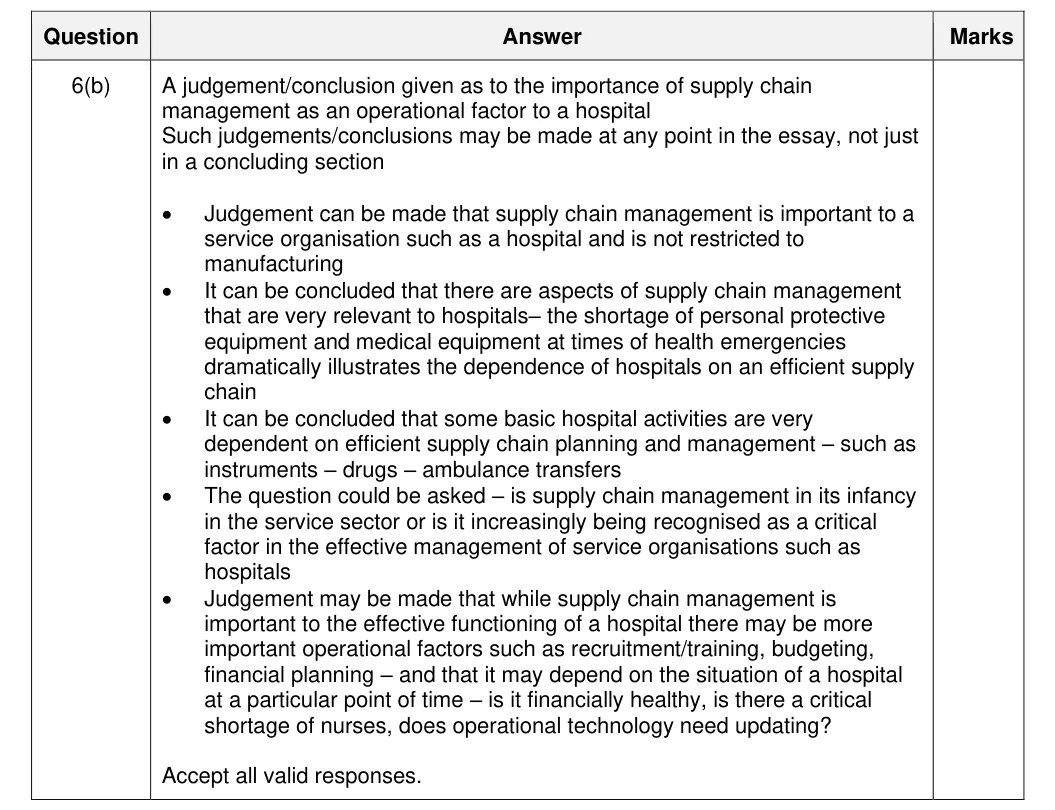 Question Answer Marks
6(b) A judgement/conclusion given as to the importance of supply chain
management as an operational factor to a hospital
Such judgements/conclusions may be made at any point in the essay, not just
in a concluding section
• Judgement can be made that supply chain management is important to a
service organisation such as a hospital and is not restricted to
manufacturing
• It can be concluded that there are aspects of supply chain management
that are very relevant to hospitals– the shortage of personal protective
equipment and medical equipment at times of health emergencies
dramatically illustrates the dependence of hospitals on an efficient supply
chain
• It can be concluded that some basic hospital activities are very
dependent on efficient supply chain planning and management – such as
instruments – drugs – ambulance transfers
• The question could be asked – is supply chain management in its infancy
in the service sector or is it increasingly being recognised as a critical
factor in the effective management of service organisations such as
hospitals
• Judgement may be made that while supply chain management is
important to the effective functioning of a hospital there may be more
important operational factors such as recruitment/training, budgeting,
financial planning – and that it may depend on the situation of a hospital
at a particular point of time – is it financially healthy, is there a critical
shortage of nurses, does operational technology need updating?
Accept all valid responses.